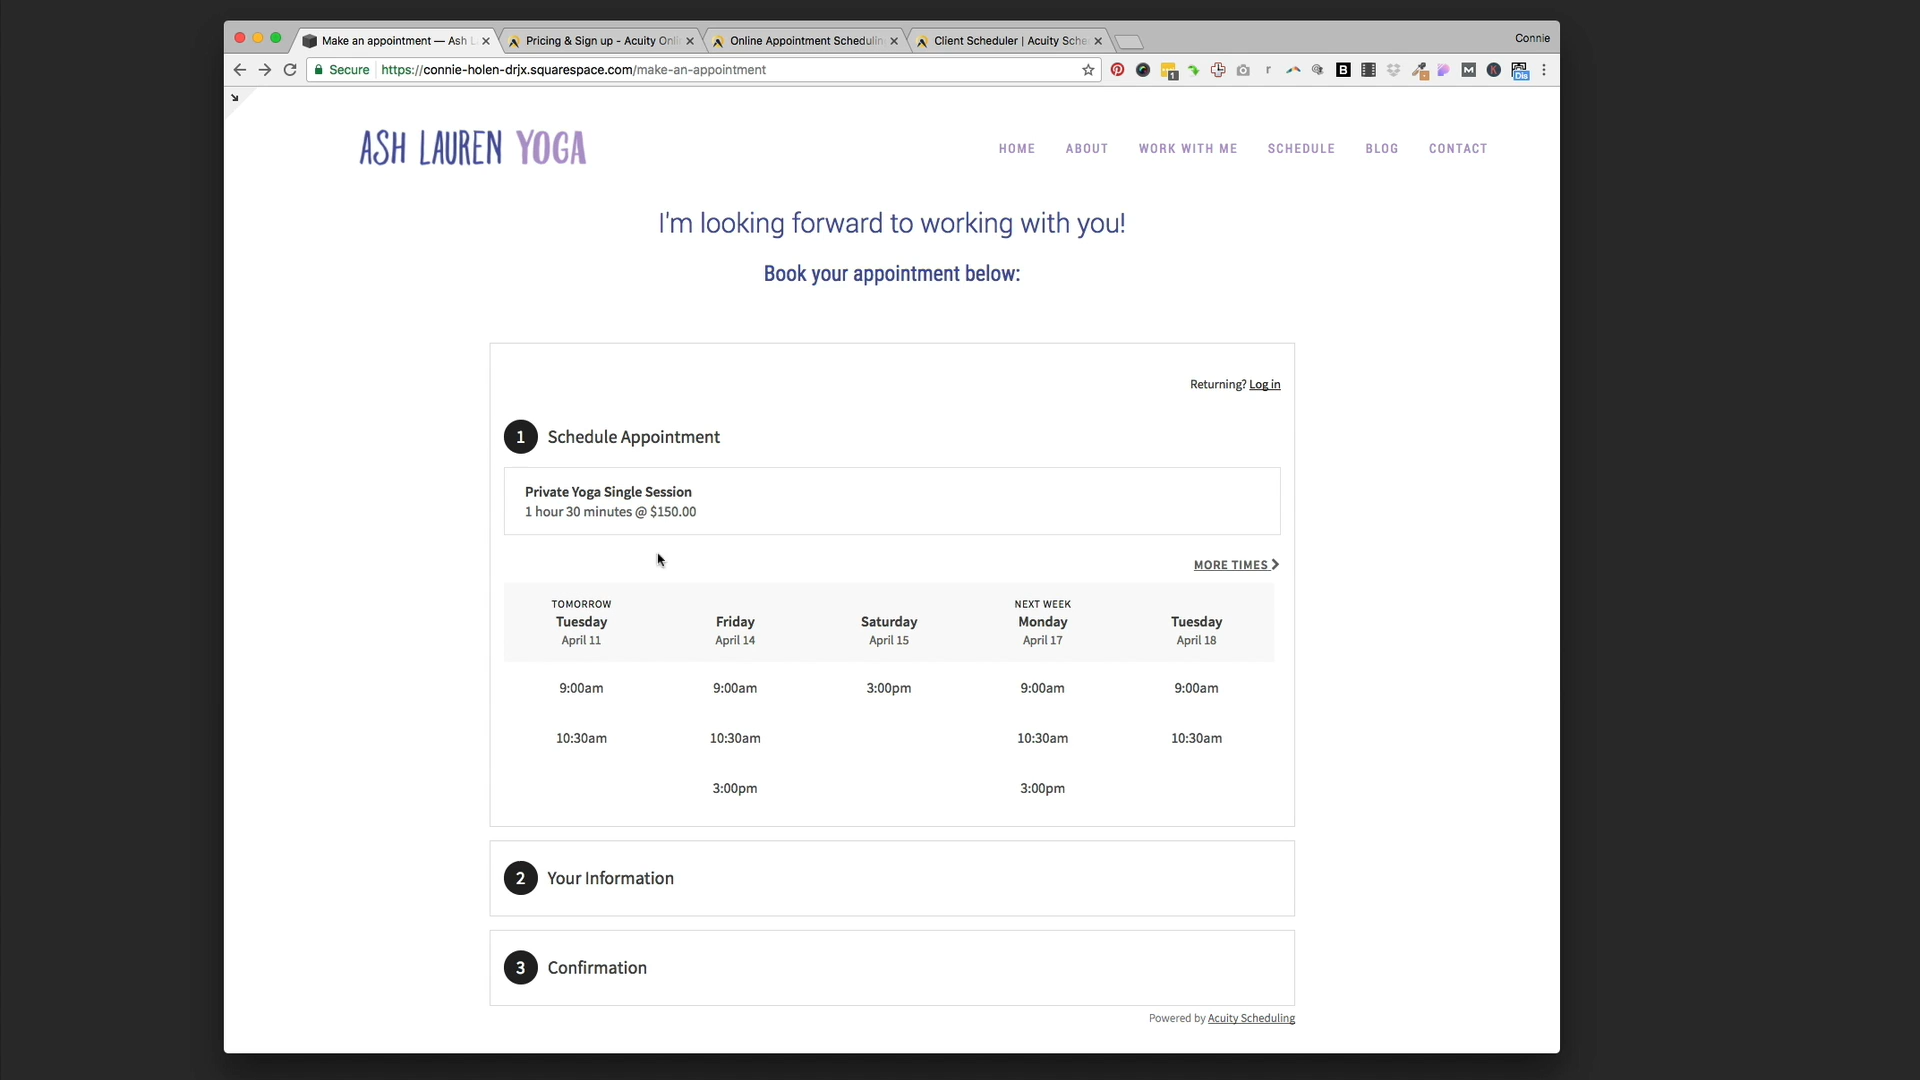 Make an appointment — Ash L
Pricing & Sign up - Acuity Onli
Online Appointment Scheduling
Client Scheduler | Acuity Sche
Connie
Secure
https://connie-holen-drjx.squarespace.com/make-an-appointment
ASH LAUREN YOGA
HOME
ABOUT
WORK WITH ME
SCHEDULE
BLOG
CONTACT
I'm looking forward to working with you!
Book your appointment below:
Returning? Log in
1 Schedule Appointment
Private Yoga Single Session
1 hour 30 minutes @ $150.00
MORE TIMES
TOMORROW
Tuesday
April 11
Friday
April 14
Saturday
April 15
NEXT WEEK
Monday
April 17
Tuesday
April 18
9:00am 9:00am 3:00pm 9:00am 9:00am
10:30am 10:30am 10:30am 10:30am
3:00pm 3:00pm
2 Your Information
3 Confirmation
Powered by Acuity Scheduling